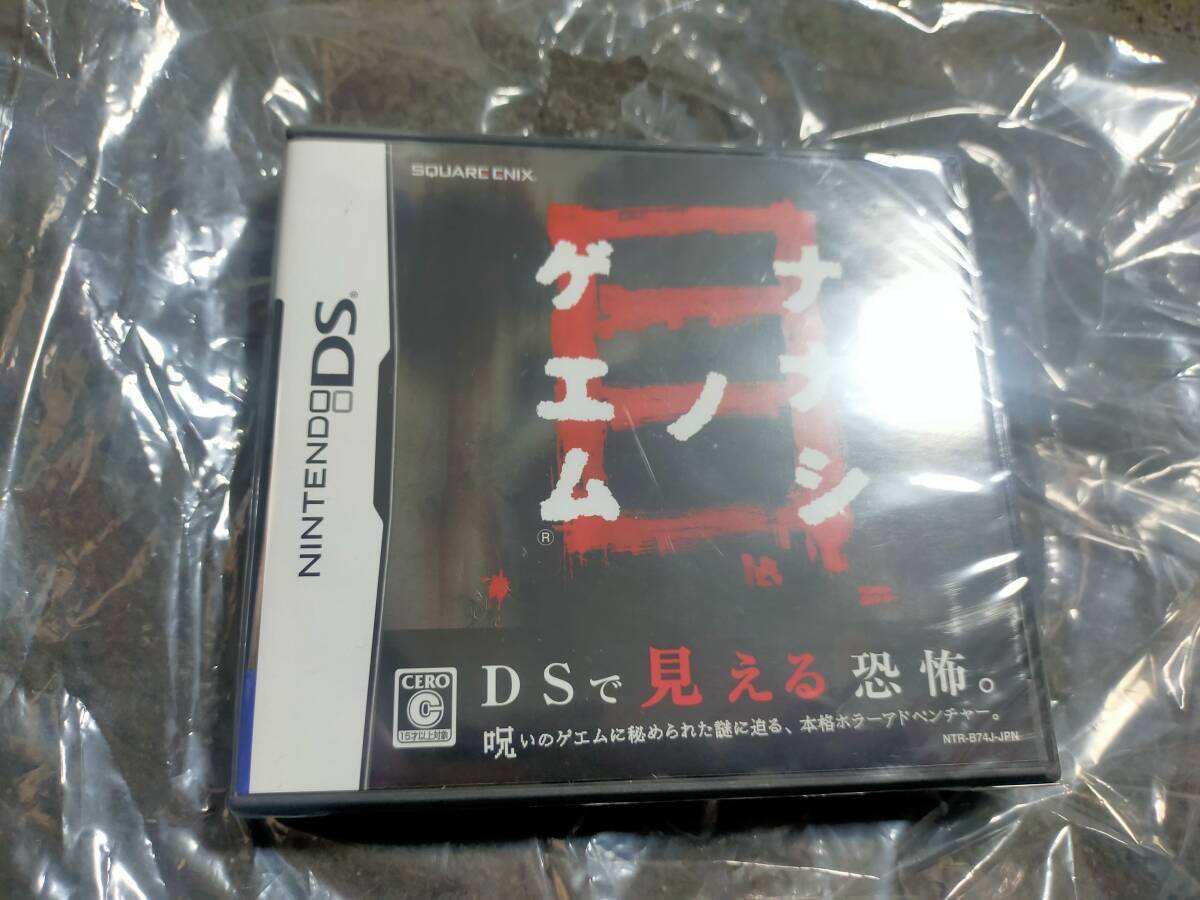 SQUARE ENIX
ナナシ
ノ
ゲエム
®
NINTENDO DS®
CERO
C
15才以上対象
DSで見える恐怖。
呪いのゲエムに秘められた謎に迫る、本格ホラーアドベンチャー。
NTR-B74J-JPN